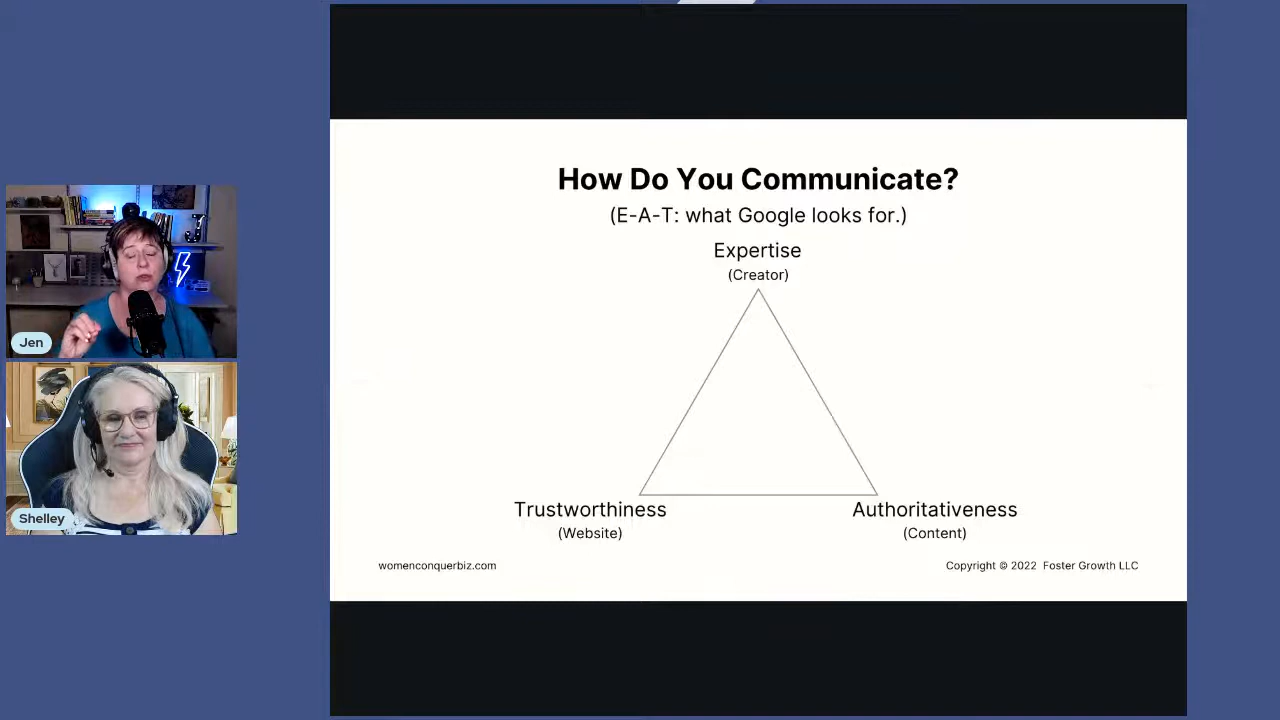 How Do You Communicate?
(E-A-T: what Google looks for.)
Expertise
(Creator)
Trustworthiness
(Website)
Authoritativeness
(Content)
womenconquerbiz.com
Copyright © 2022 Foster Growth LLC
J
Jen
Shelley